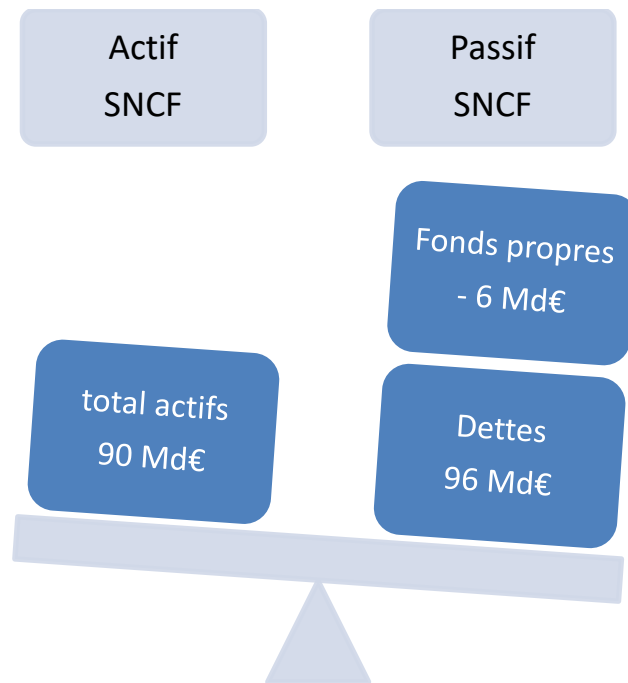 Actif
SNCF
Passif
SNCF
Fonds propres
- 6 Md€
total actifs
90 Md€
Dettes
96 Md€